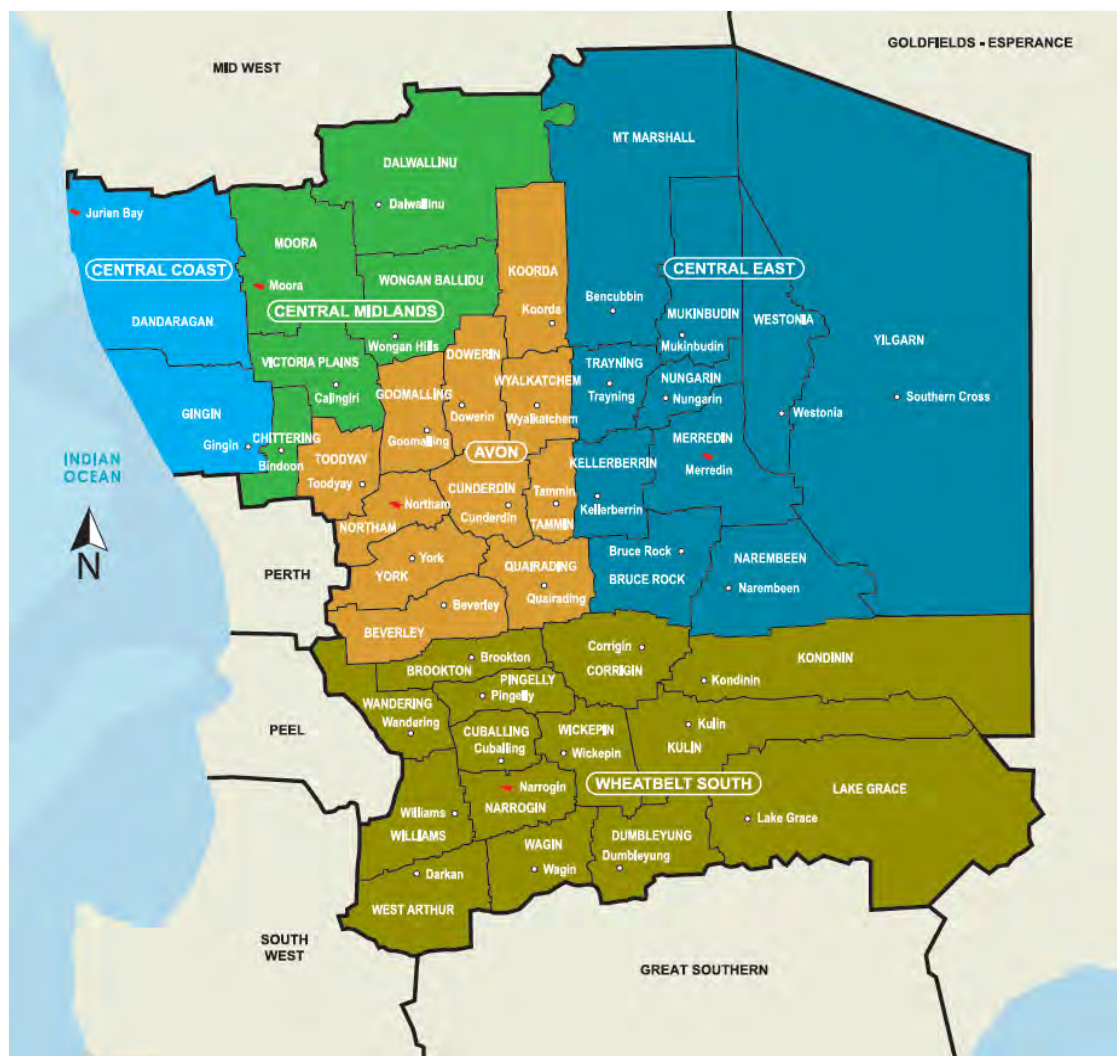 GOLDFIELDS - ESPERANCE
MID WEST
MT MARSHALL
DALWALLINU
Dalwallinu
Jurien Bay
MOORA
KOORDA
CENTRAL COAST
CENTRAL EAST
WONGAN BALLIDU
Moora
Bencubbin
CENTRAL MIDLANDS
Koorda
MUKINBUDIN
WESTONIA
DANDARAGAN
YILGARN
Wongan Hills
Mukinbudin
DOWERIN
VICTORIA PLAINS
TRAYNING
NUNGARIN
WYALKATCHEM
Calingiri
GOOMALLING
Trayning
Nungarin
Southern Cross
GINGIN
Dowerin
Wyalkatchem
Westonia
Goomalling
MERREDIN
CHITTERING
Gingin
AVON
INDIAN
OCEAN
Bindoon
TOODYAY
KELLERBERRIN
Merredin
Toodyay
CUNDERDIN
Tammin
Northam
Cunderdin
Kellerberrin
NORTHAM
TAMMIN
N
PERTH
York
Bruce Rock
YORK
QUAIRADING
BRUCE ROCK
NAREMBEEN
Quairading
Narembeen
Beverley
BEVERLEY
Corrigin
BROOKTON
Brookton
CORRIGIN
KONDININ
PINGELLY
Kondinin
Pingelly
WANDERING
Wandering
PEEL
CUBALLING
Cuballing
WICKEPIN
Wickepin
Kulin
KULIN
WHEATBELT SOUTH
LAKE GRACE
Narrogin
NARROGIN
Williams
WILLIAMS
Lake Grace
DUMBLEYUNG
Dumbleyung
WAGIN
Wagin
Darkan
WEST ARTHUR
SOUTH
WEST
GREAT SOUTHERN